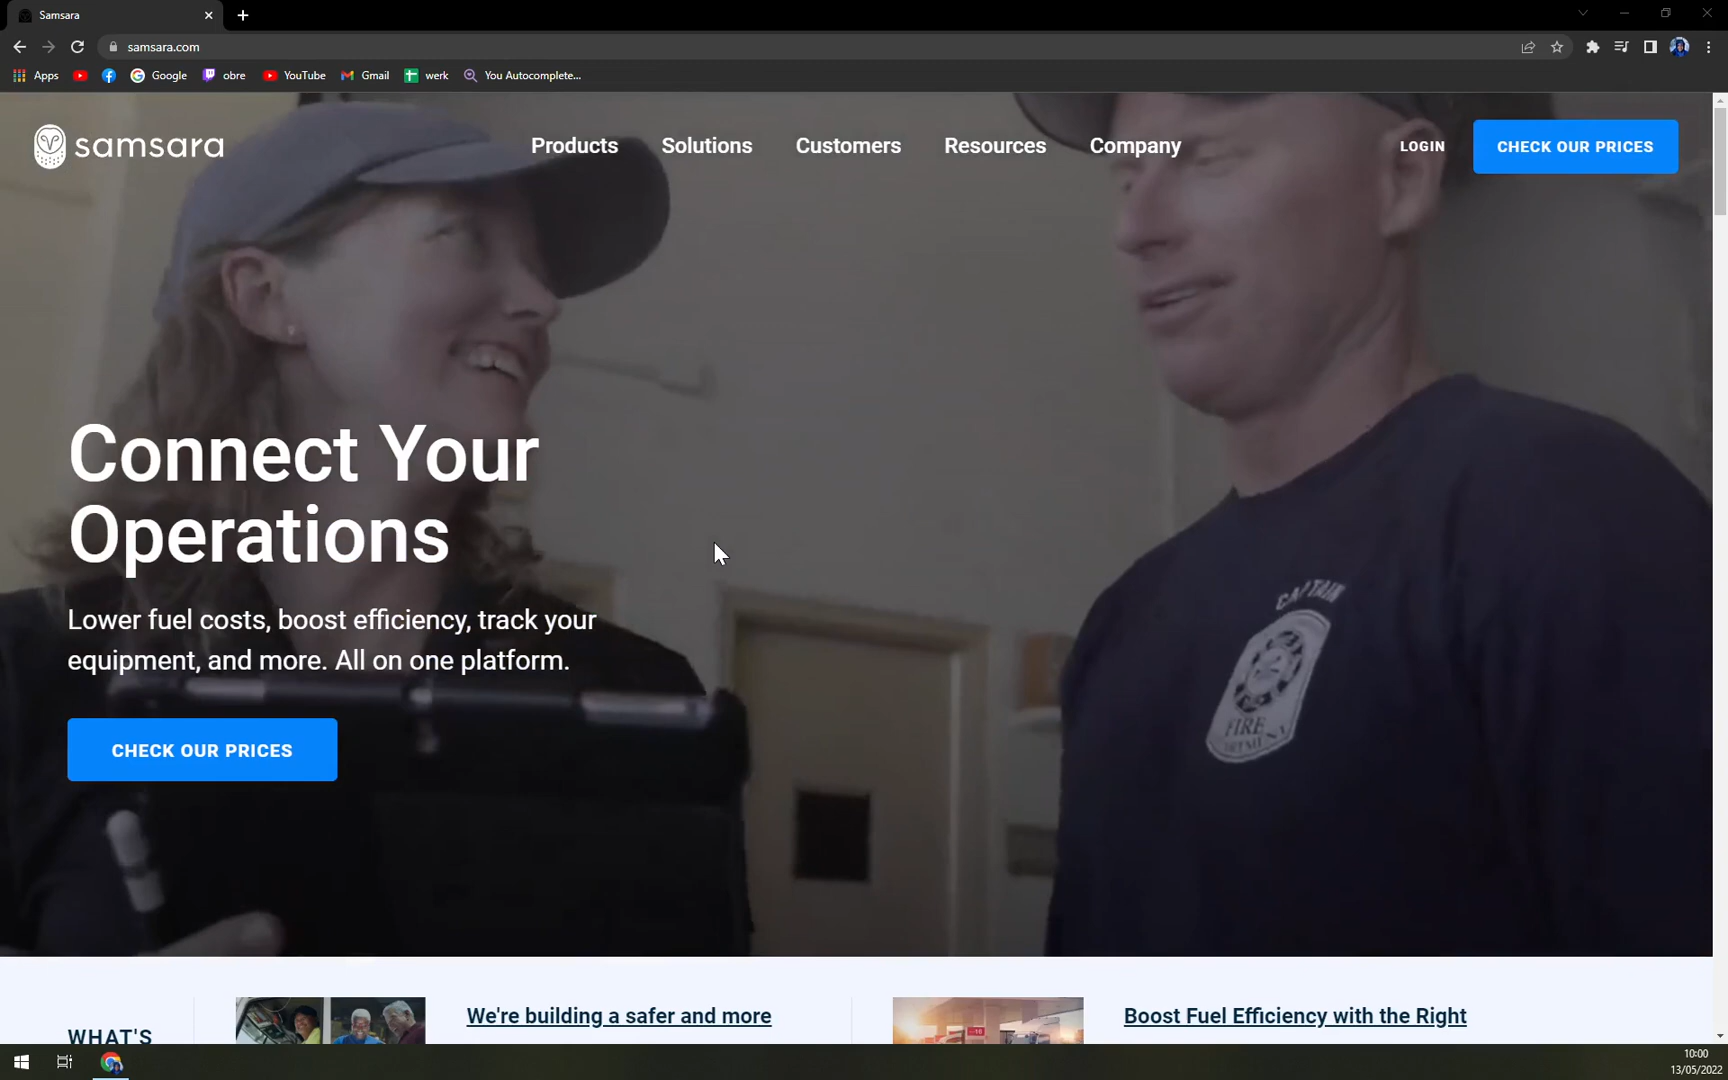 Samsara
samsara.com
Apps Google obre YouTube Gmail werk You Autocomplete...
samsara Products Solutions Customers Resources Company LOGIN CHECK OUR PRICES
Connect Your
Operations
Lower fuel costs, boost efficiency, track your
equipment, and more. All on one platform.
CHECK OUR PRICES
CAPTAIN
FIRE
WHAT'S
We're building a safer and more
Boost Fuel Efficiency with the Right
10:00
13/05/2022